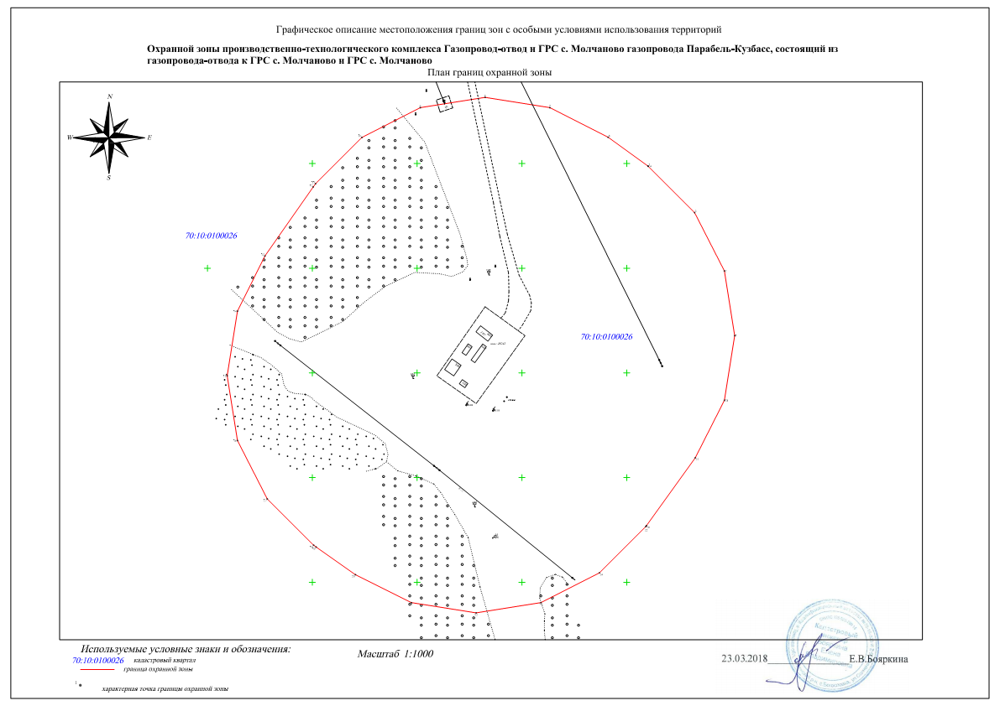 Графическое описание местоположения границ зон с особыми условиями использования территорий
Охранной зоны производственно-технологического комплекса Газопровод-отвод и ГРС с. Молчаново газопровода Парабель-Кузбасс, состоящий из
газопровода-отвода к ГРС с. Молчаново и ГРС с. Молчаново
План границ охранной зоны
N
W E
S
70:10:0100026
70:10:0100026
Используемые условные знаки и обозначения:
70:10:0100026 кадастровый квартал
граница охранной зоны
1
характерная точка границы охранной зоны
Масштаб 1:1000
23.03.2018 Е.В.Бояркина
Кадастровый